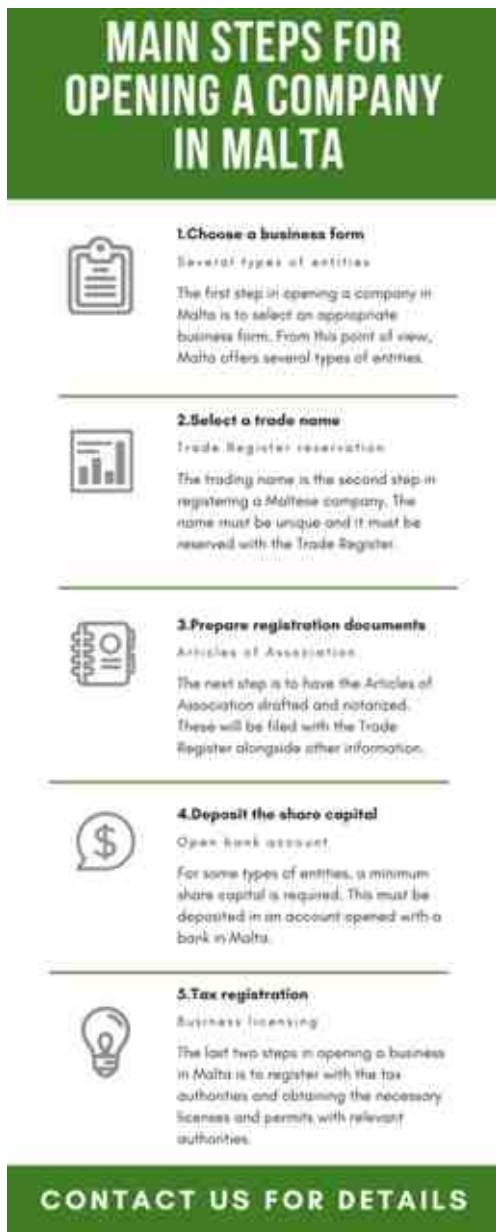 MAIN STEPS FOR
OPENING A COMPANY
IN MALTA
1.Choose a business form
Several types of entities
The first step in opening a company in
Malta is to select an appropriate
business form. From this point of view,
Malta offers several types of entities.
2.Select a trade name
Trade Register reservation
The trading name is the second step in
registering a Maltese company. The
name must be unique and it must be
reserved with the Trade Register.
3.Prepare registration documents
Articles of Association
The next step is to have the Articles of
Association drafted and notarized.
These will be filed with the Trade
Register alongside other information.
4.Deposit the share capital
Open bank account
For some types of entities, a minimum
share capital is required. This must be
deposited in an account opened with a
bank in Malta.
5.Tax registration
Business licensing
The last two steps in opening a business
in Malta is to register with the tax
authorities and obtaining the necessary
licenses and permits with relevant
authorities.
CONTACT US FOR DETAILS